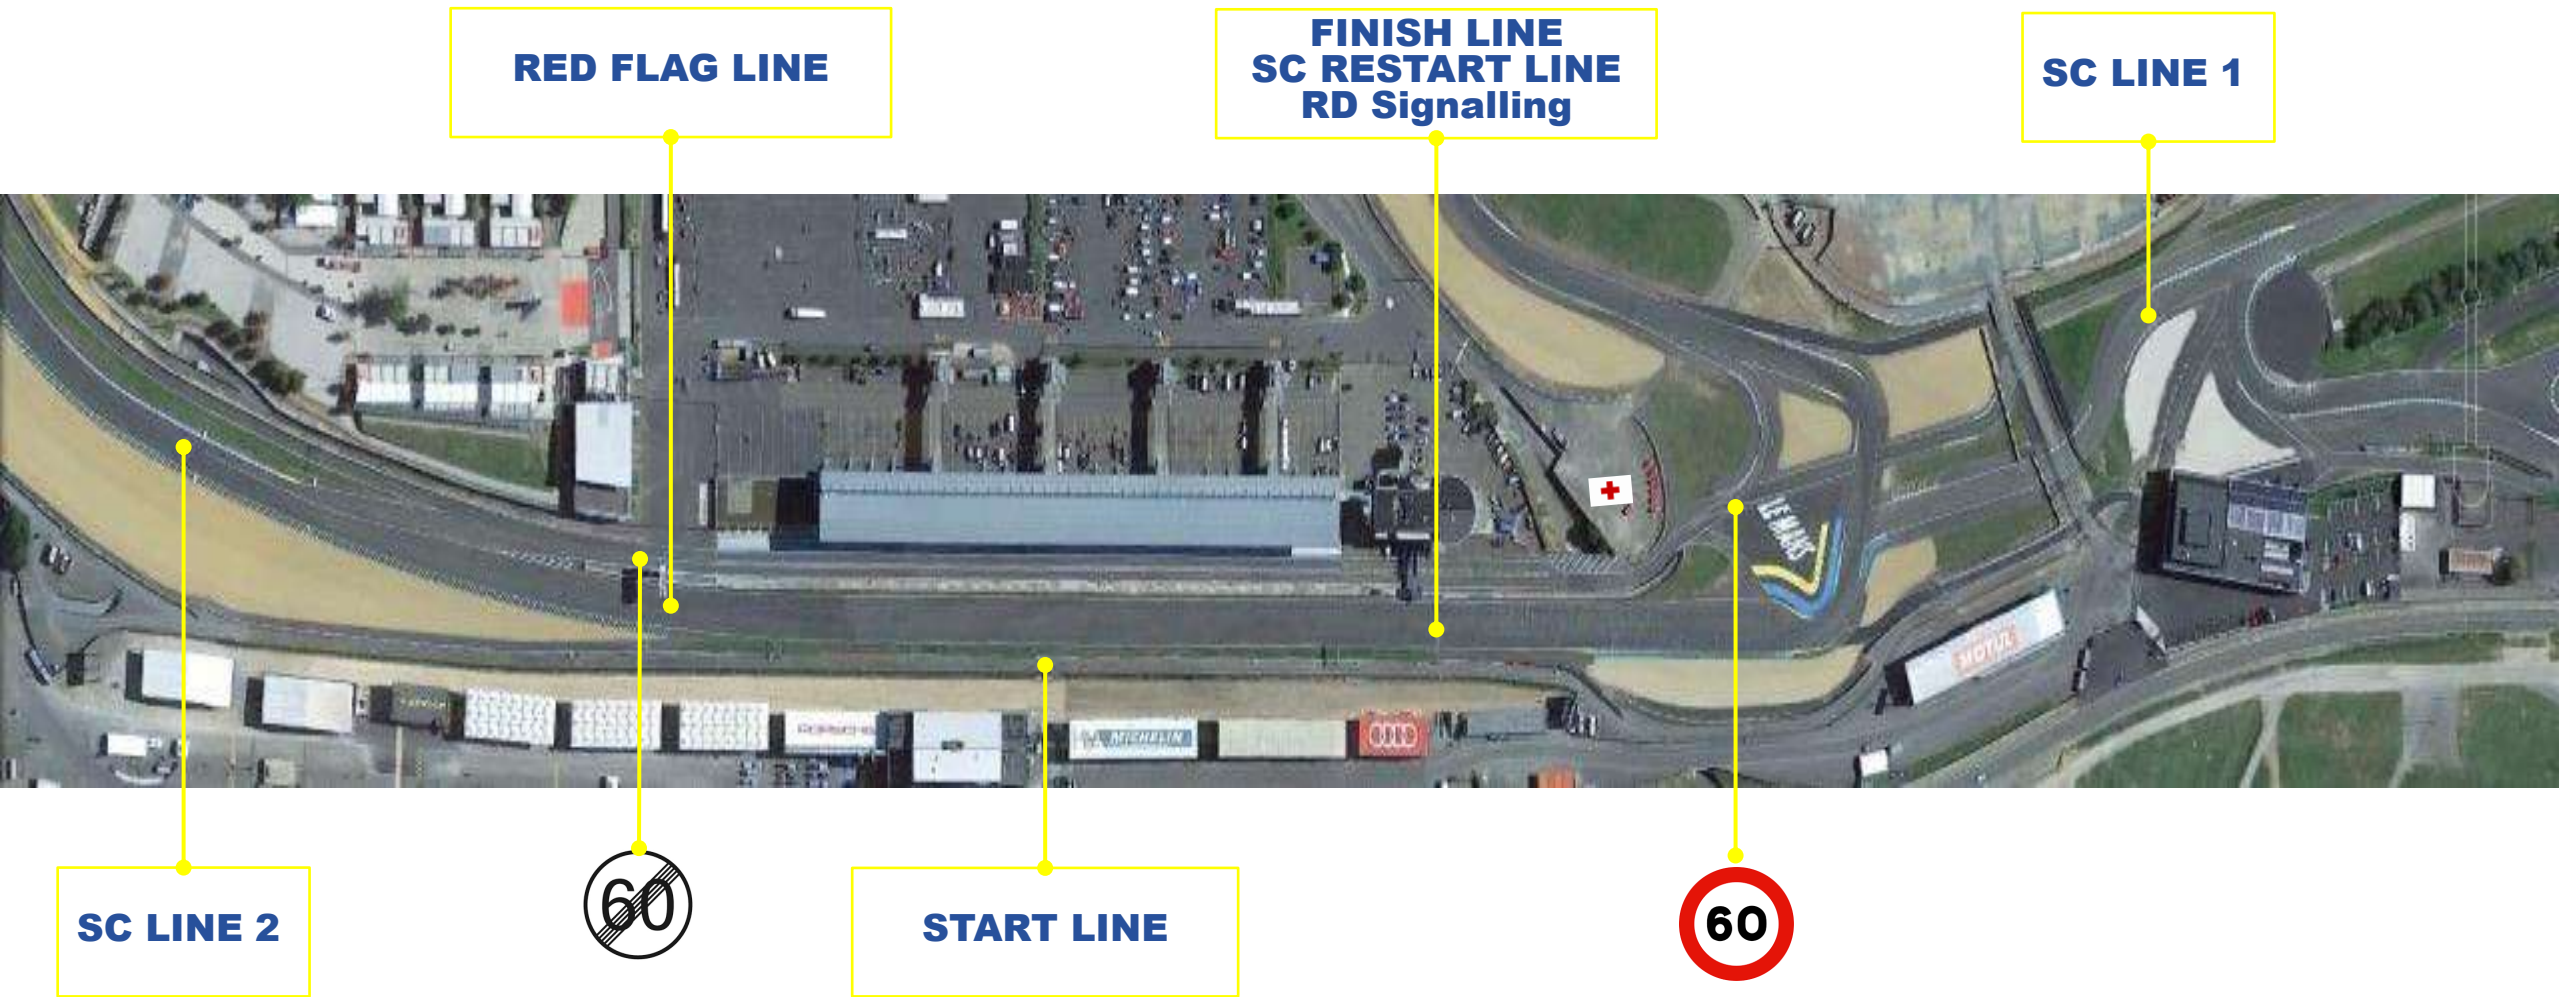 RED FLAG LINE
FINISH LINE
SC RESTART LINE
RD Signalling
SC LINE 1
LE MANS
MOTUL
MICHELIN
SC LINE 2
60
START LINE
60